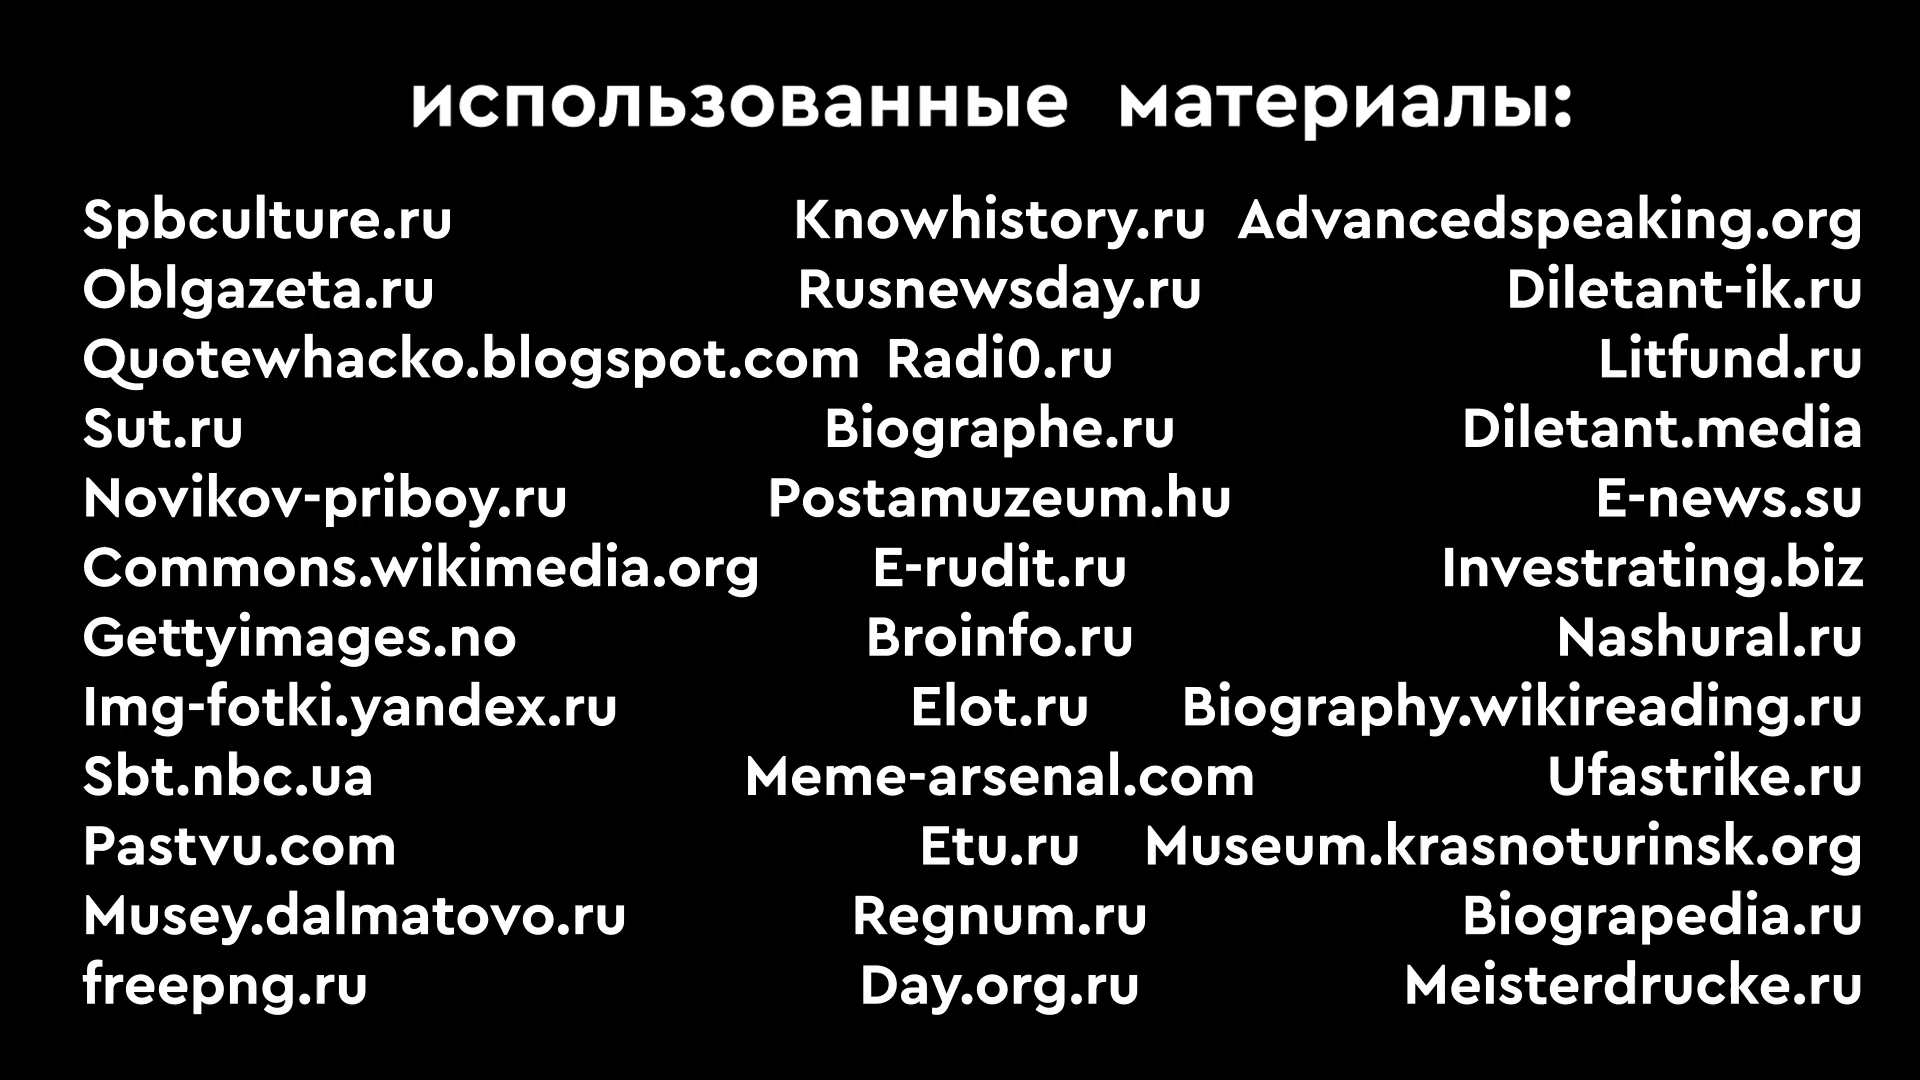 использованные материалы:
Spbculture.ru Knowhistory.ru Advancedspeaking.org
Oblgazeta.ru Rusnewsday.ru Diletant-ik.ru
Quotewhacko.blogspot.com Radi0.ru Litfund.ru
Sut.ru Biographe.ru Diletant.media
Novikov-priboy.ru Postamuzeum.hu E-news.su
Commons.wikimedia.org E-rudit.ru Investrating.biz
Gettyimages.no Broinfo.ru Nashural.ru
Img-fotki.yandex.ru Elot.ru Biography.wikireading.ru
Sbt.nbc.ua Meme-arsenal.com Ufastrike.ru
Pastvu.com Etu.ru Museum.krasnoturinsk.org
Musey.dalmatovo.ru Regnum.ru Biograpedia.ru
freepng.ru Day.org.ru Meisterdrucke.ru